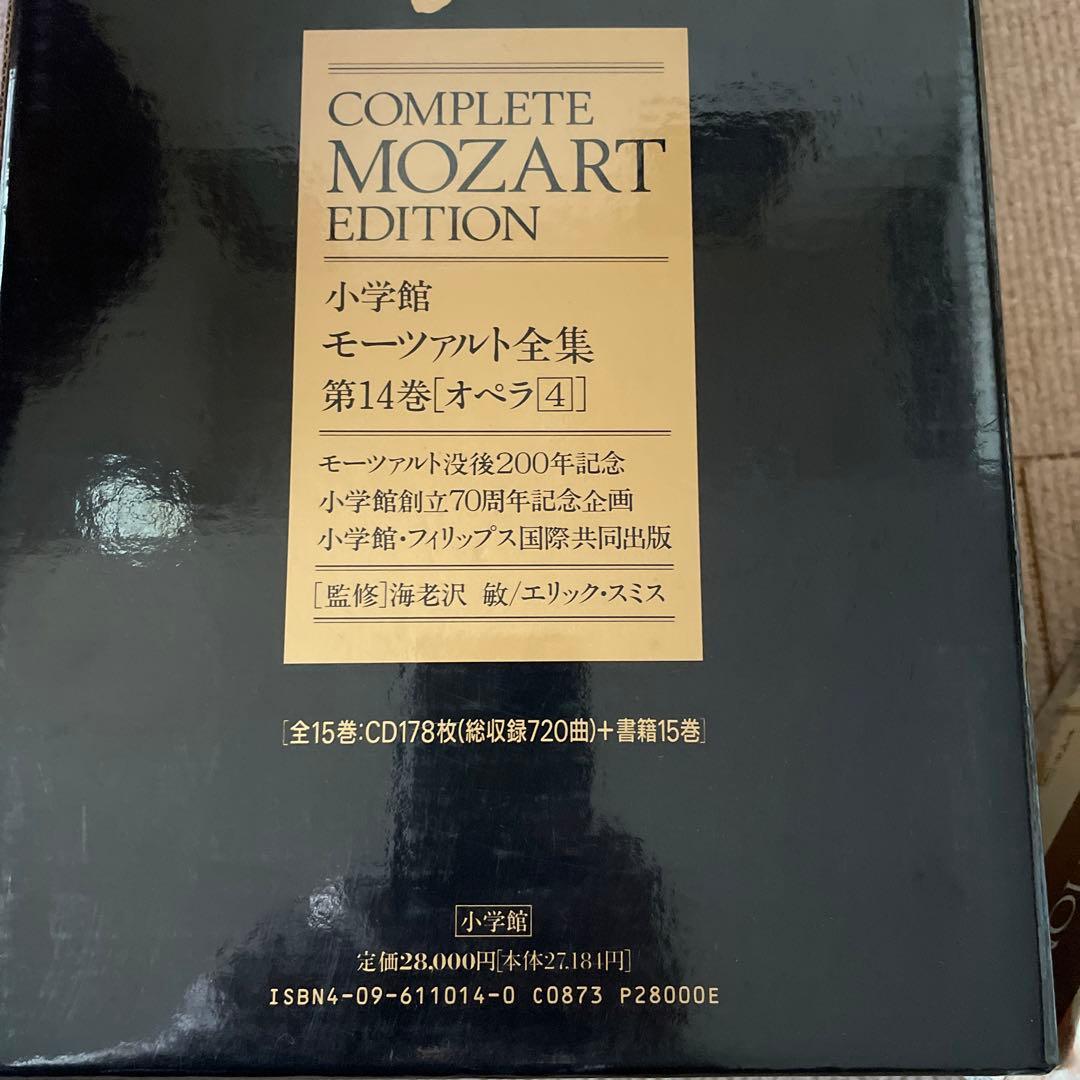 COMPLETE
MOZART
EDITION
小学館
モーツァルト全集
第14巻[オペラ4]
モーツァルト没後200年記念
小学館創立70周年記念企画
小学館・フィリップス国際共同出版
[監修]海老沢 敏/エリック・スミス
[全15巻:CD178枚(総収録720曲)+書籍15巻]
小学館
定価28,000円[本体27,184円]
ISBN4-09-611014-0 C0873 P28000E